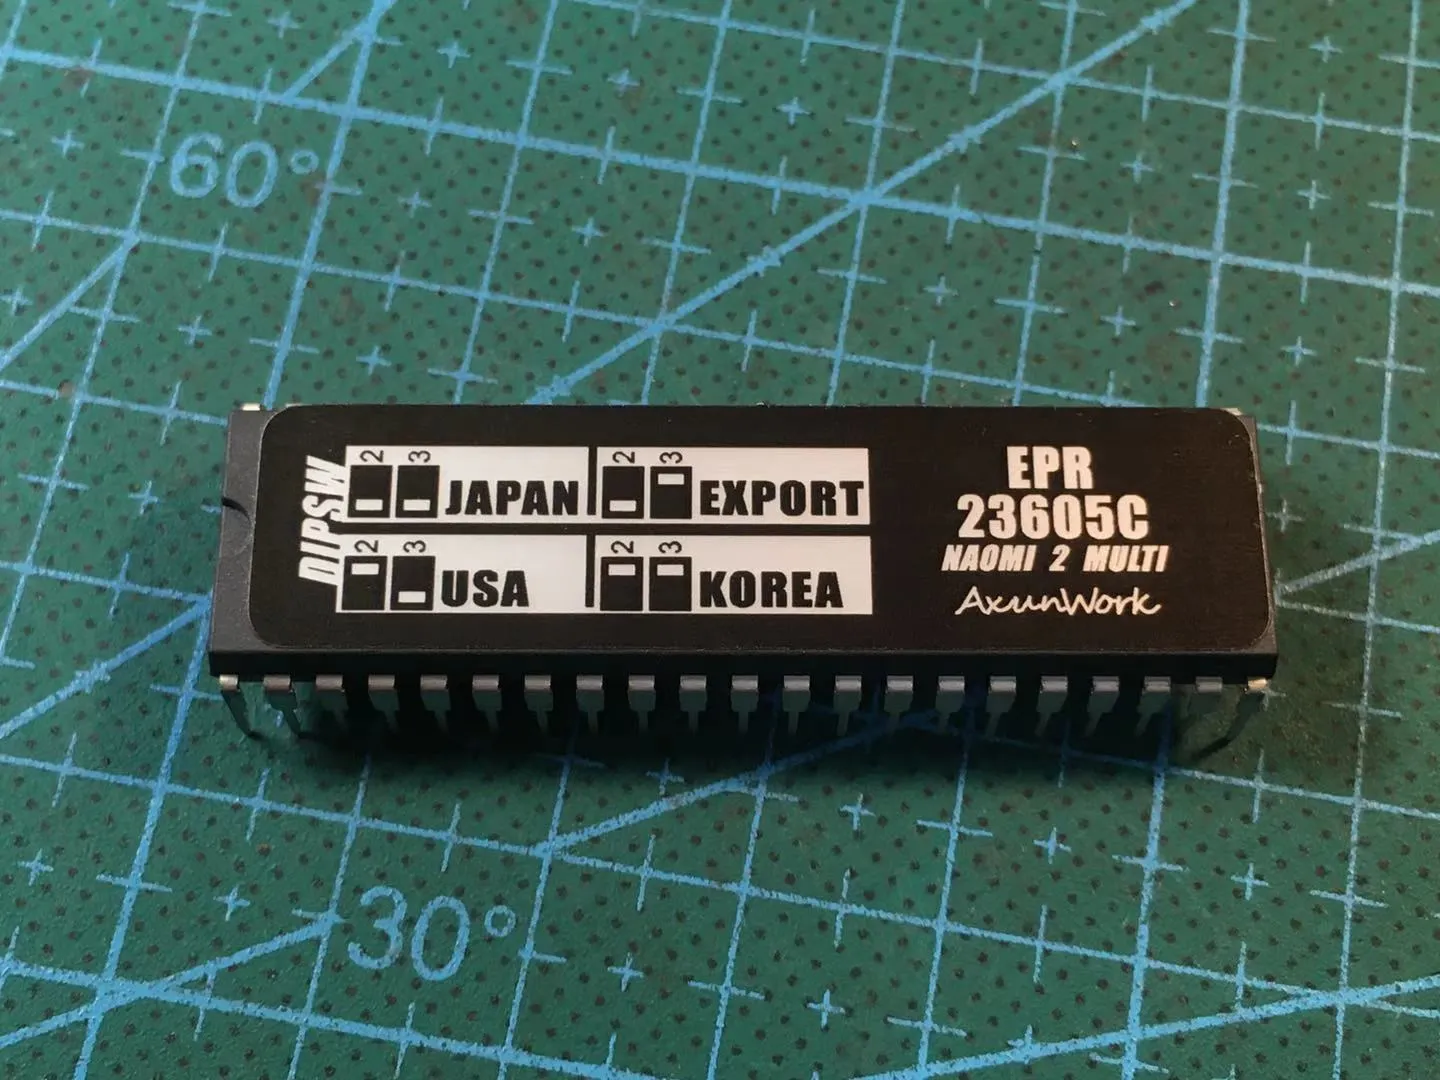 60°
DIPSW
2 3 JAPAN
2 3 EXPORT
2 3 USA
2 3 KOREA
EPR
23605C
NAOMI 2 MULTI
AxunWork
30°